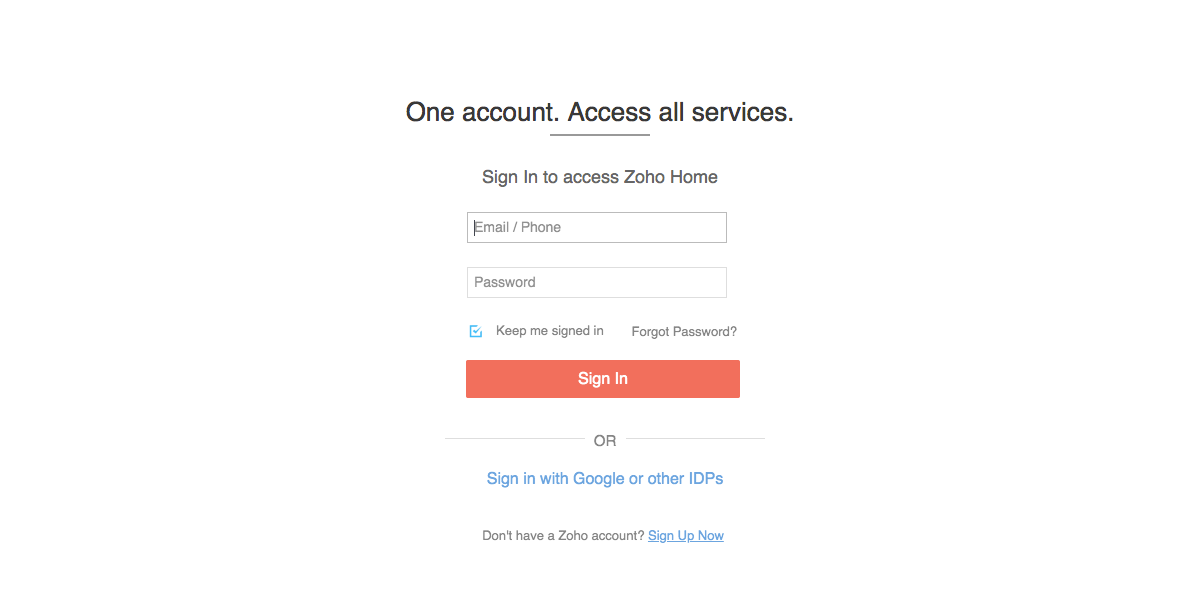 One account. Access all services.
Sign In to access Zoho Home
Email / Phone
Password
Keep me signed in Forgot Password?
Sign In
OR
Sign in with Google or other IDPs
Don't have a Zoho account? Sign Up Now